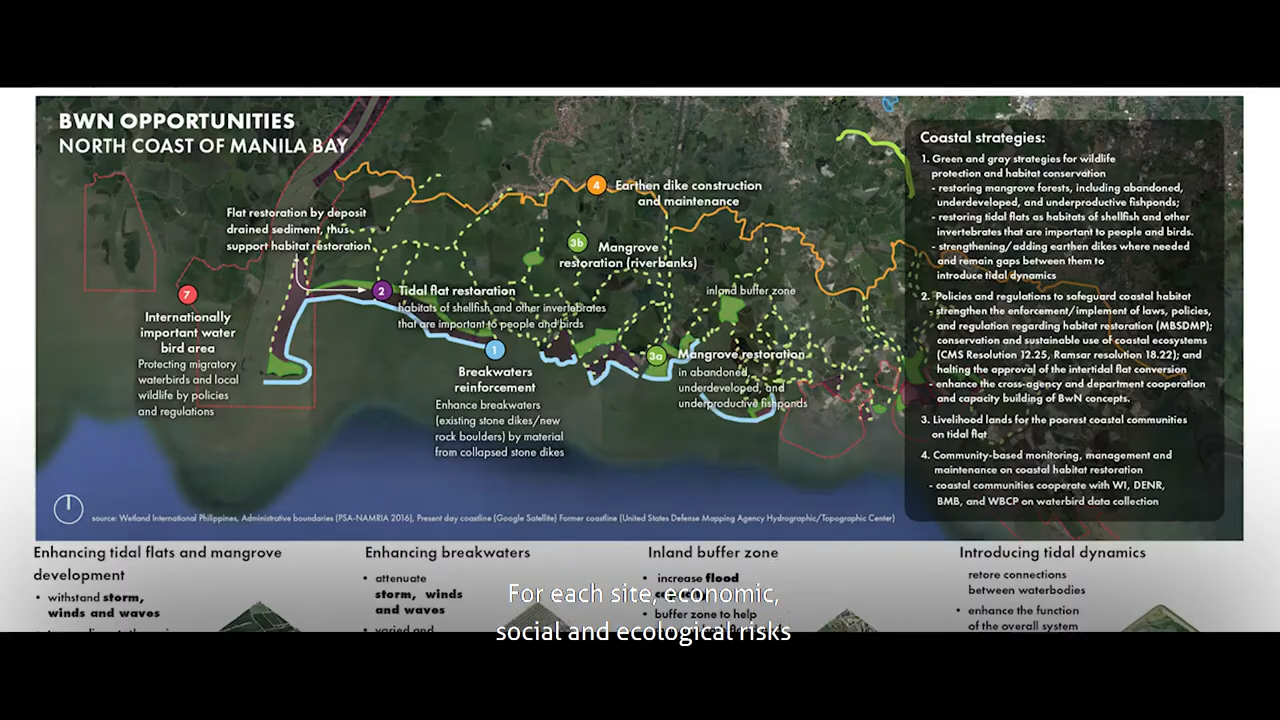 BWN OPPORTUNITIES
NORTH COAST OF MANILA BAY
Flat restoration by deposit
drained sediment, thus
support habitat restoration
7
Internationally
important water
bird area
Protecting migratory
waterbirds and local
wildlife by policies
and regulations
2
Tidal flat restoration
habitats of shellfish and other invertebrates
that are important to people and birds
1
Breakwaters
reinforcement
Enhance breakwaters
(existing stone dikes/new
rock boulders) by material
from collapsed stone dikes
4
Earthen dike construction
and maintenance
3b
Mangrove
restoration (riverbanks)
inland buffer zone
3a
Mangrove restoration
in abandoned,
underdeveloped, and
underproductive fishponds
Coastal strategies:
1. Green and gray strategies for wildlife
protection and habitat conservation
- restoring mangrove forests, including abandoned,
underdeveloped, and underproductive fishponds;
- restoring tidal flats as habitats of shellfish and other
invertebrates that are important to people and birds.
- strengthening/adding earthen dikes where needed
and remain gaps between them to
introduce tidal dynamics
2. Policies and regulations to safeguard coastal habitat
- strengthen the enforcement/implement of laws, policies,
and regulation regarding habitat restoration (MBSDMP);
conservation and sustainable use of coastal ecosystems
(CMS Resolution 12.25, Ramsar resolution 18.22); and
halting the approval of the intertidal flat conversion
- enhance the cross-agency and department cooperation
and capacity building of BwN concepts.
3. Livelihood lands for the poorest coastal communities
on tidal flat
4. Community-based monitoring, management and
maintenance on coastal habitat restoration
- coastal communities cooperate with WI, DENR,
BMB, and WBCP on waterbird data collection
source: Wetland International Philippines, Administrative boundaries (PSA-NAMRIA 2016), Present day coastline (Google Satellite) Former coastline (United States Defense Mapping Agency Hydrographic/Topographic Center)
Enhancing tidal flats and mangrove
development
• withstand storm,
winds and waves
Enhancing breakwaters
• attenuate
storm, winds
and waves
varied and
Inland buffer zone
• increase flood
• buffer zone to help
Introducing tidal dynamics
retore connections
between waterbodies
• enhance the function
of the overall system
For each site, economic,
social and ecological risks